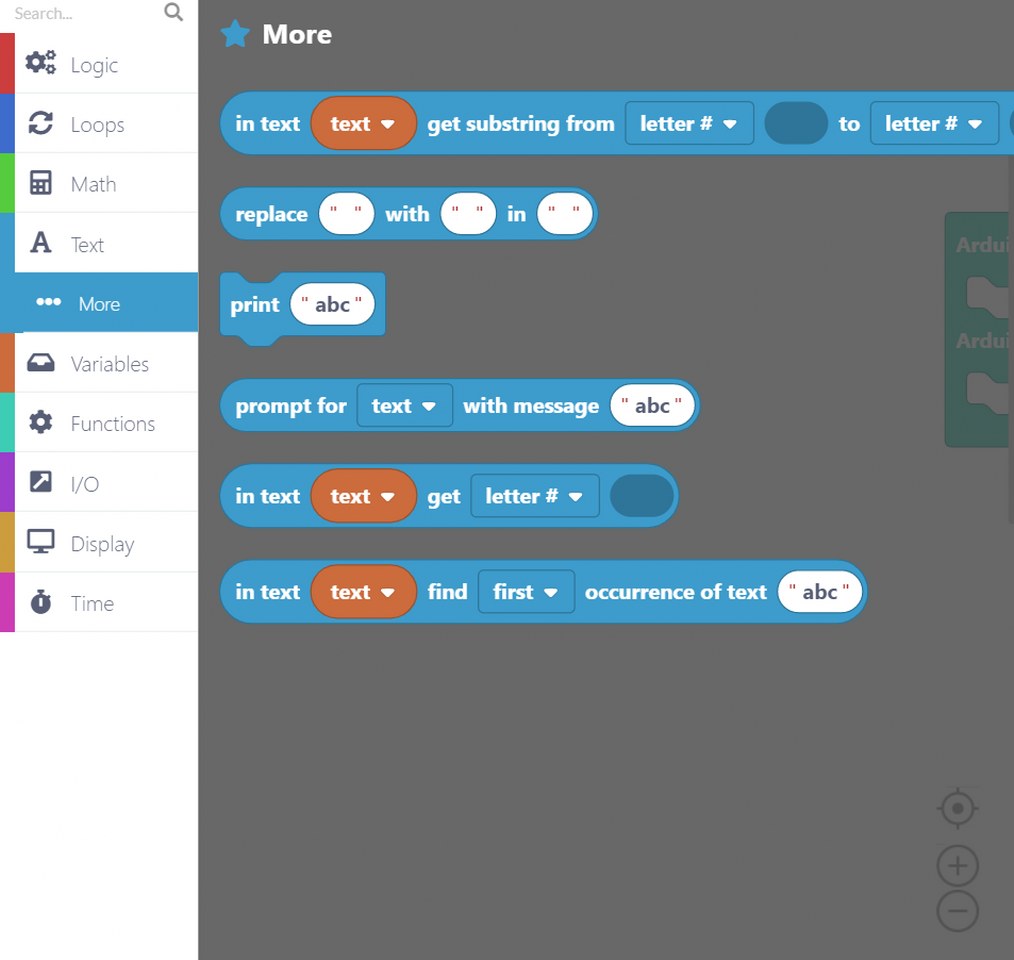 Search...
Logic
Loops
Math
Text
More
Variables
Functions
I/O
Display
Time
More
in text text get substring from letter # to letter #
replace " " with " " in " "
print " abc "
prompt for text with message " abc "
in text text get letter #
in text text find first occurrence of text " abc "
Ardui
Ardui